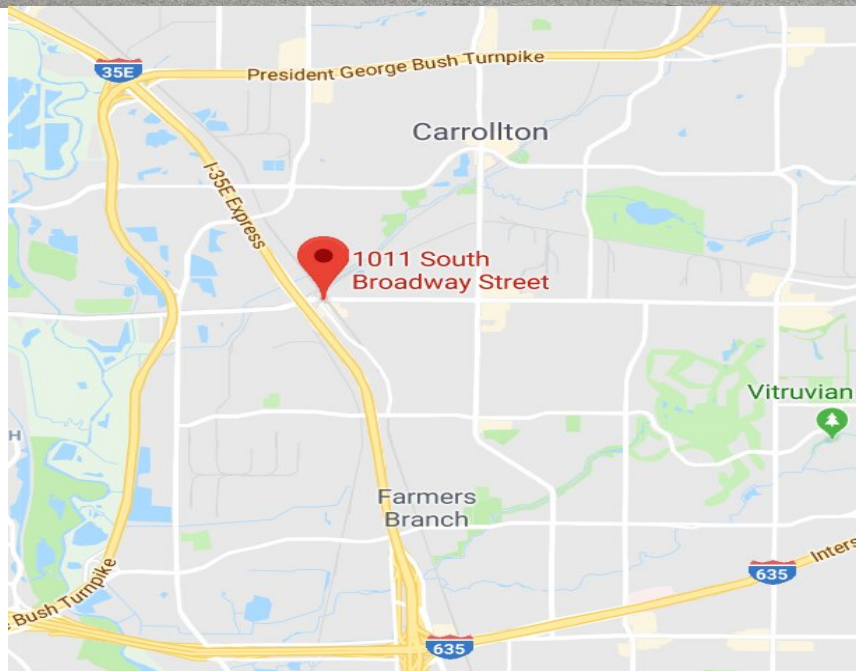 35E
President George Bush Turnpike
Carrollton
I-35E Express
1011 South
Broadway Street
Vitruvian
H
Farmers
Branch
635
Inters
Bush Turnpike
635